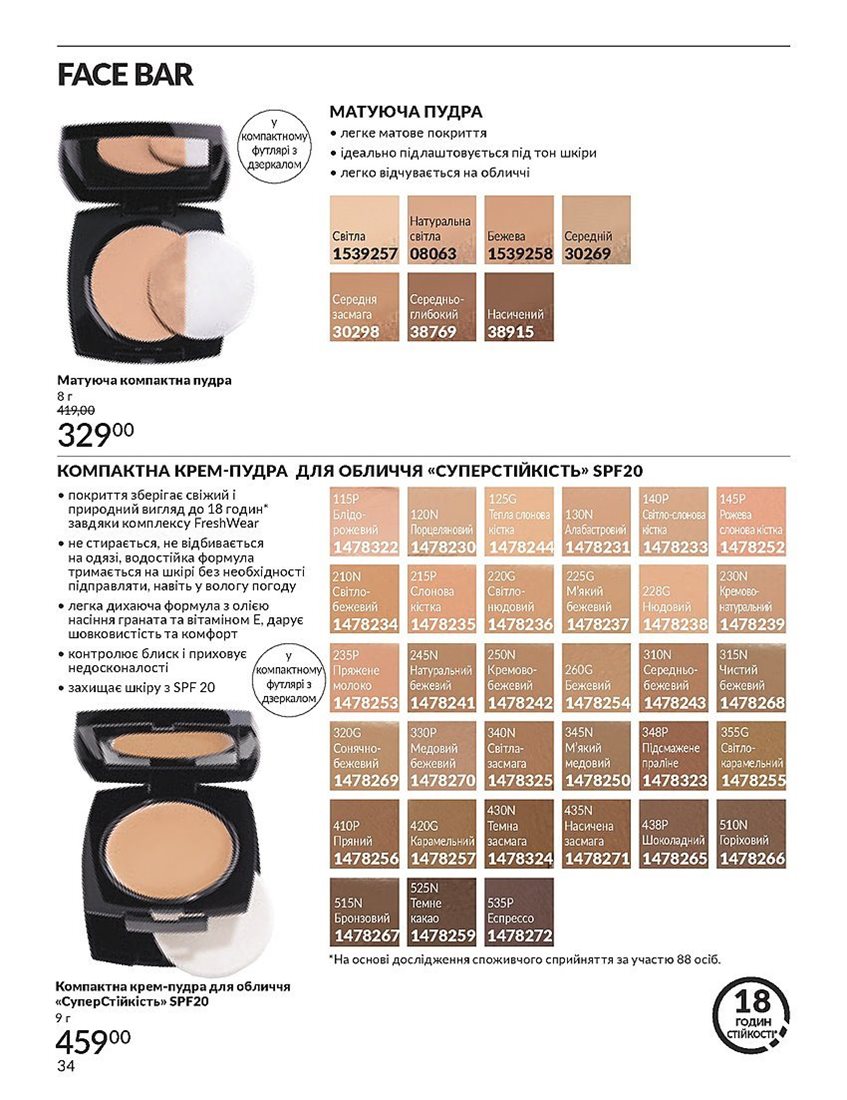 FACE BAR
у
компактному
футлярі з
дзеркалом
МАТУЮЧА ПУДРА
• легке матове покриття
• ідеально підлаштовується під тон шкіри
• легко відчувається на обличчі
Світла
1539257
Натуральна
світла
08063
Бежева
1539258
Середній
30269
Середня
засмага
30298
Середньо-
глибокий
38769
Насичений
38915
Матуюча компактна пудра
8 г
419,00
329⁰⁰
КОМПАКТНА КРЕМ-ПУДРА ДЛЯ ОБЛИЧЧЯ «СУПЕРСТІЙКІСТЬ» SPF20
• покриття зберігає свіжий і
природний вигляд до 18 годин*
завдяки комплексу FreshWear
• не стирається, не відбивається
на одязі, водостійка формула
тримається на шкірі без необхідності
підправляти, навіть у вологу погоду
• легка дихаюча формула з олією
насіння граната та вітаміном Е, дарує
шовковистість та комфорт
• контролює блиск і приховує
недосконалості
• захищає шкіру з SPF 20
у
компактному
футлярі з
дзеркалом
115P
Блідо-
рожевий
1478322
120N
Порцеляновий
1478230
125G
Тепла слонова
кістка
1478244
130N
Алабастровий
1478231
140P
Світло-слонова
кістка
1478233
145P
Рожева
слонова кістка
1478252
210N
Світло-
бежевий
1478234
215P
Слонова
кістка
1478235
220G
Світло-
нюдовий
1478236
225G
М'який
бежевий
1478237
228G
Нюдовий
1478238
230N
Кремово-
натуральний
1478239
235P
Пряжене
молоко
1478253
245N
Натуральний
бежевий
1478241
250N
Кремово-
бежевий
1478242
260G
Бежевий
1478254
310N
Середньо-
бежевий
1478243
315N
Чистий
бежевий
1478268
320G
Сонячно-
бежевий
1478269
330P
Медовий
бежевий
1478270
340N
Світла-
засмага
1478325
345N
М'який
медовий
1478250
348P
Підсмажене
праліне
1478323
355G
Світло-
карамельний
1478255
410P
Пряний
1478256
420G
Карамельний
1478257
430N
Темна
засмага
1478324
435N
Насичена
засмага
1478271
438P
Шоколадний
1478265
510N
Горіховий
1478266
515N
Бронзовий
1478267
525N
Темне
какао
1478259
535P
Еспрессо
1478272
*На основі дослідження споживчого сприйняття за участю 88 осіб.
Компактна крем-пудра для обличчя
«СуперСтійкість» SPF20
9 г
459⁰⁰
18
ГОДИН
СТІЙКОСТІ*
34